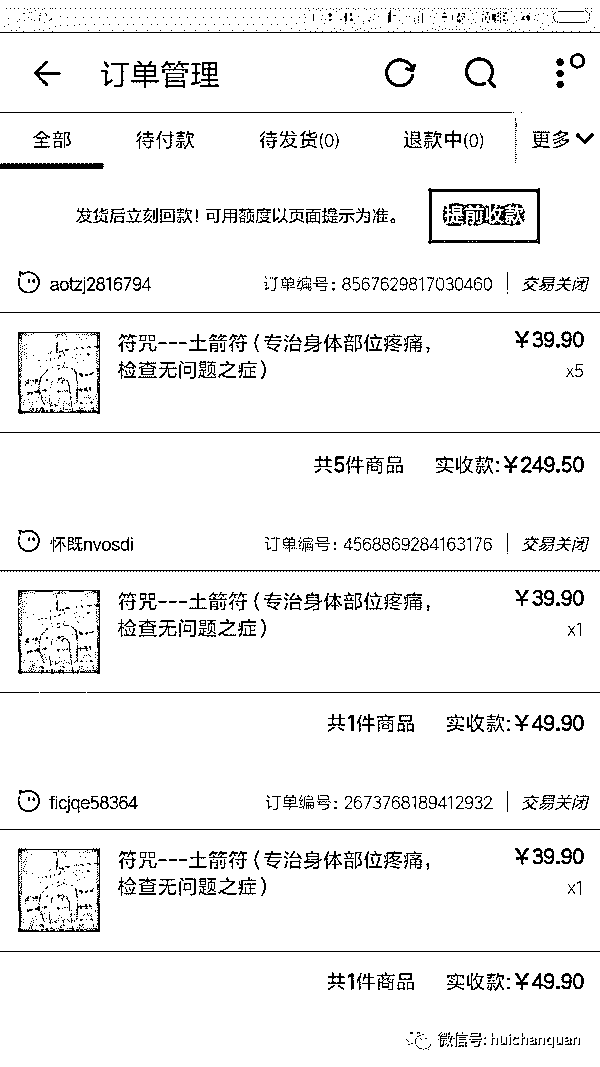 订单管理
全部 待付款 待发货(0) 退款中(0) 更多
发货后立刻回款! 可用额度以页面提示为准。 提前收款
aotzj2816794 订单编号: 8567629817030460 交易关闭
符咒---土箭符(专治身体部位疼痛, ¥39.90
检查无问题之症) x5
共5件商品 实收款:¥249.50
怀既nvosdi 订单编号: 4568869284163176 交易关闭
符咒---土箭符(专治身体部位疼痛, ¥39.90
检查无问题之症) x1
共1件商品 实收款:¥49.90
ficjqe58364 订单编号: 2673768189412932 交易关闭
符咒---土箭符(专治身体部位疼痛, ¥39.90
检查无问题之症) x1
共1件商品 实收款:¥49.90
微信号: huichanquan